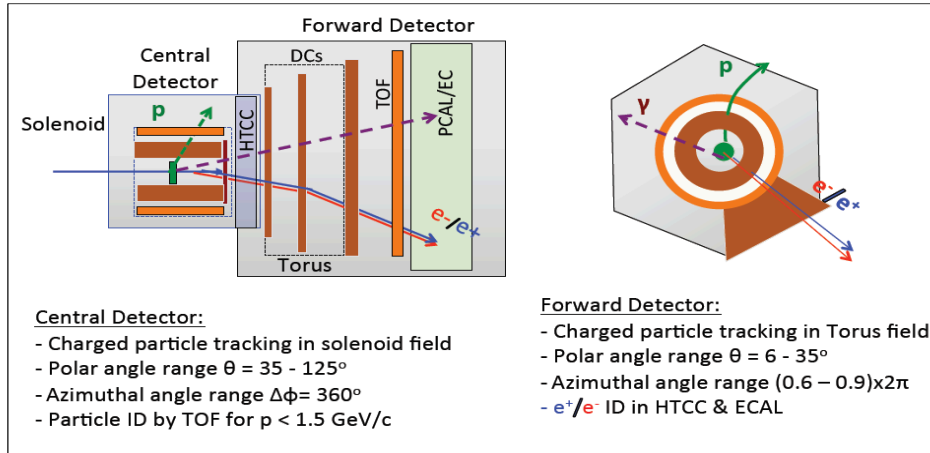 Forward Detector
Central
Detector
DCs
Solenoid
p
HTCC
TOF
PCAL/EC
e-/e+
Torus
p
γ
e-/e+
Central Detector:
- Charged particle tracking in solenoid field
- Polar angle range θ = 35 - 125°
- Azimuthal angle range Δϕ= 360°
- Particle ID by TOF for p < 1.5 GeV/c
Forward Detector:
- Charged particle tracking in Torus field
- Polar angle range θ = 6 - 35°
- Azimuthal angle range (0.6 – 0.9)x2π
- e⁺/e⁻ ID in HTCC & ECAL